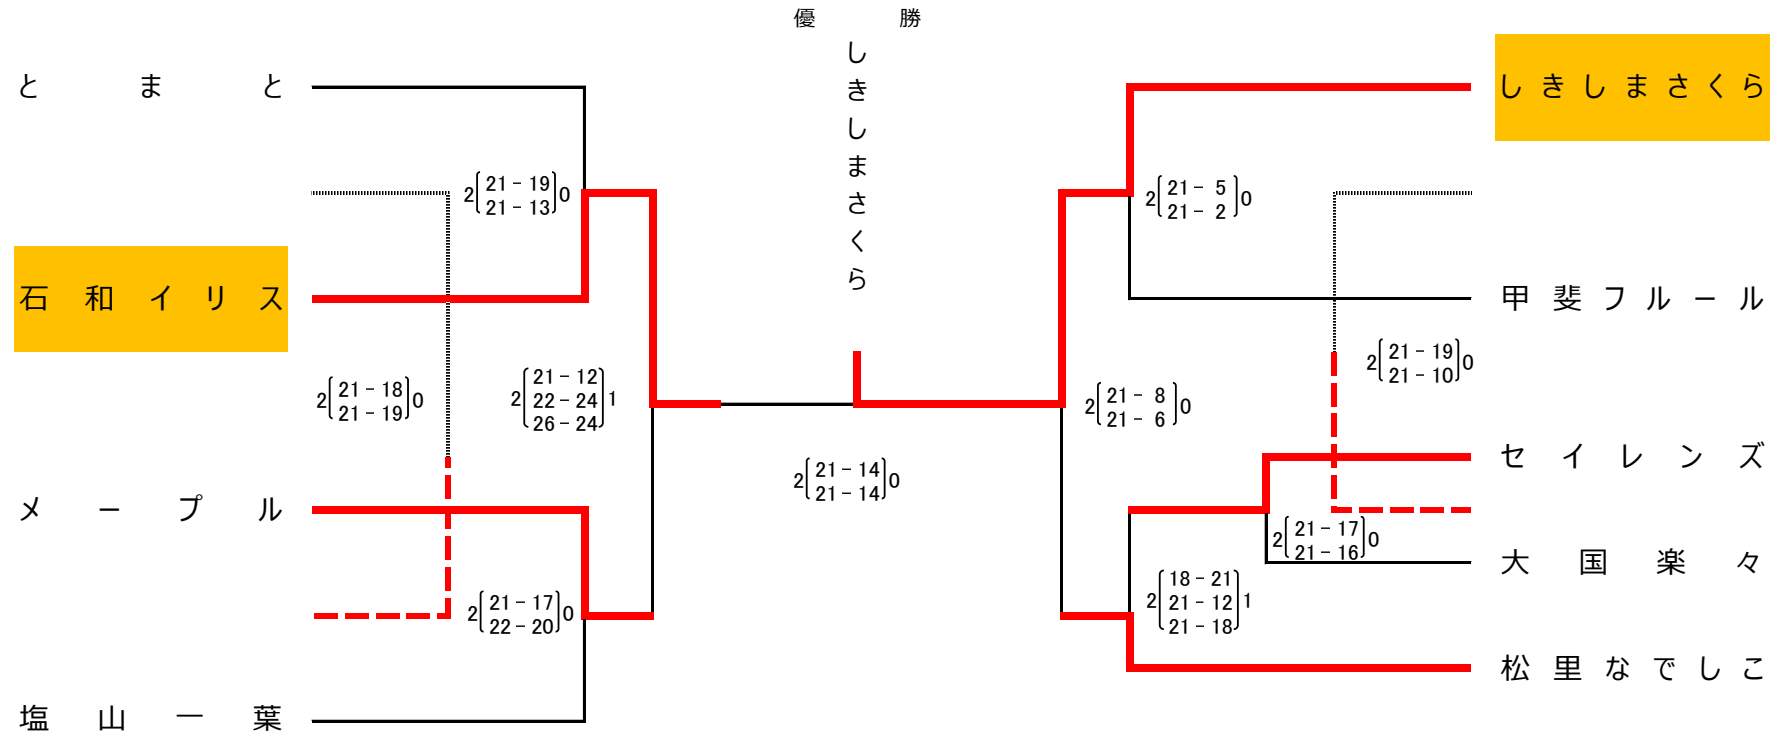 優勝
しきしまさくら
とまと
石和イリス
メープル
塩山一葉
2 21－19 0
21－13
2 21－18 0
21－19
2 21－12 1
22－24
26－24
2 21－17 0
22－20
2 21－14 0
21－14
2 21－8 0
21－6
2 21－5 0
21－2
2 21－19 0
21－10
2 21－17 0
21－16
2 18－21 1
21－12
21－18
しきしまさくら
甲斐フルール
セイレンズ
大国楽々
松里なでしこ